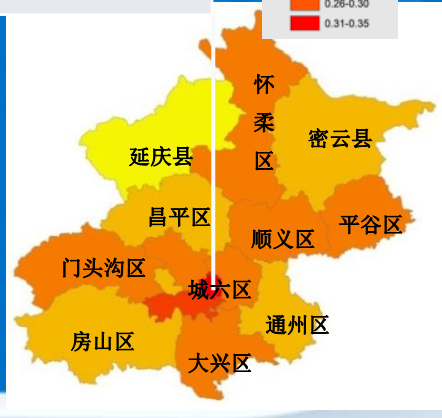 0.26-0.30
0.31-0.35
怀柔区
密云县
延庆县
昌平区
顺义区
平谷区
门头沟区
城六区
通州区
房山区
大兴区